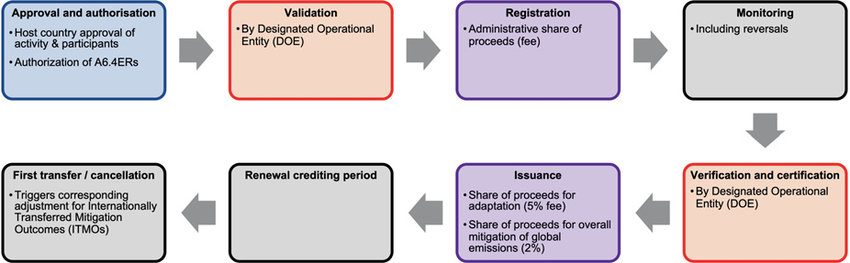 Approval and authorisation
• Host country approval of
activity & participants
• Authorization of A6.4ERs
Validation
• By Designated Operational
Entity (DOE)
Registration
• Administrative share of
proceeds (fee)
Monitoring
• Including reversals
First transfer / cancellation
• Triggers corresponding
adjustment for Internationally
Transferred Mitigation
Outcomes (ITMOs)
Renewal crediting period
Issuance
• Share of proceeds for
adaptation (5% fee)
• Share of proceeds for overall
mitigation of global
emissions (2%)
Verification and certification
• By Designated Operational
Entity (DOE)